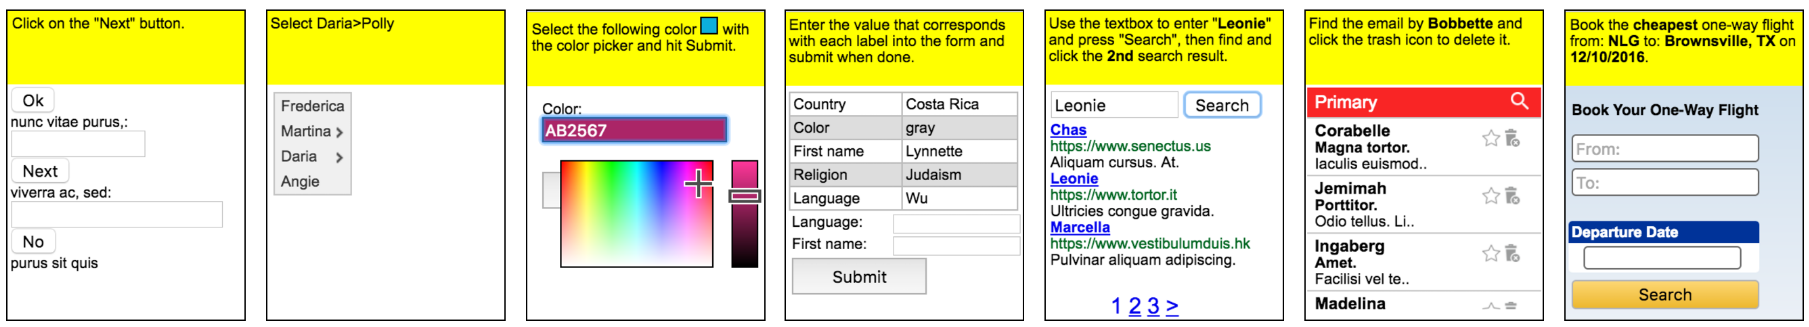 Click on the "Next" button.
Ok
nunc vitae purus,:
Next
viverra ac, sed:
No
purus sit quis
Select Daria>Polly
Frederica
Martina >
Daria >
Angie
Select the following color with
the color picker and hit Submit.
Color:
AB2567
Enter the value that corresponds
with each label into the form and
submit when done.
Country Costa Rica
Color gray
First name Lynnette
Religion Judaism
Language Wu
Language:
First name:
Submit
Use the textbox to enter "Leonie"
and press "Search", then find and
click the 2nd search result.
Leonie Search
Chas
https://www.senectus.us
Aliquam cursus. At.
Leonie
https://www.tortor.it
Ultricies congue gravida.
Marcella
https://www.vestibulumduis.hk
Pulvinar aliquam adipiscing.
1 2 3 >
Find the email by Bobbette and
click the trash icon to delete it.
Primary
Corabelle
Magna tortor.
Iaculis euismod..
Jemimah
Porttitor.
Odio tellus. Li..
Ingaberg
Amet.
Facilisi vel te..
Madelina
Book the cheapest one-way flight
from: NLG to: Brownsville, TX on
12/10/2016.
Book Your One-Way Flight
From:
To:
Departure Date
Search